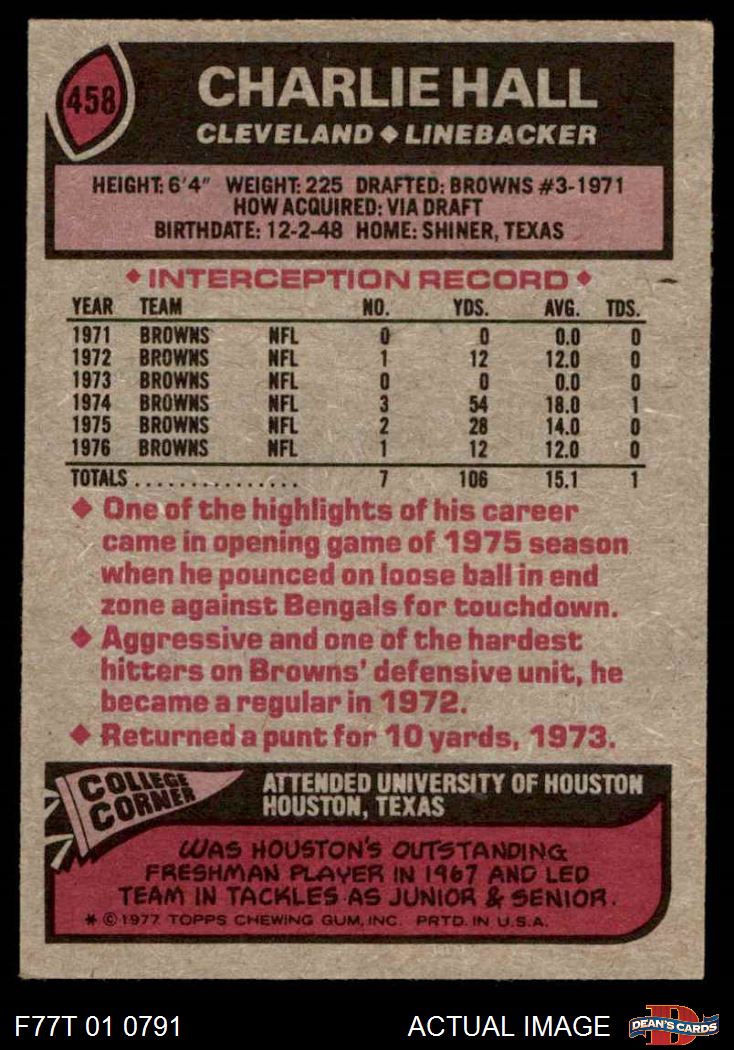 458
CHARLIE HALL
CLEVELAND ◆ LINEBACKER
HEIGHT: 6'4" WEIGHT: 225 DRAFTED: BROWNS #3-1971
HOW ACQUIRED: VIA DRAFT
BIRTHDATE: 12-2-48 HOME: SHINER, TEXAS
◆ INTERCEPTION RECORD ◆
YEAR TEAM NO. YDS. AVG. TDS.
1971 BROWNS NFL 0 0 0.0 0
1972 BROWNS NFL 1 12 12.0 0
1973 BROWNS NFL 0 0 0.0 0
1974 BROWNS NFL 3 54 18.0 1
1975 BROWNS NFL 2 28 14.0 0
1976 BROWNS NFL 1 12 12.0 0
TOTALS............... 7 106 15.1 1
◆ One of the highlights of his career
came in opening game of 1975 season
when he pounced on loose ball in end
zone against Bengals for touchdown.
◆ Aggressive and one of the hardest
hitters on Browns' defensive unit, he
became a regular in 1972.
◆ Returned a punt for 10 yards, 1973.
COLLEGE
CORNER
ATTENDED UNIVERSITY OF HOUSTON
HOUSTON, TEXAS
WAS HOUSTON'S OUTSTANDING
FRESHMAN PLAYER IN 1967 AND LED
TEAM IN TACKLES AS JUNIOR & SENIOR.
* © 1977 TOPPS CHEWING GUM, INC. PRTD. IN U.S.A.
F77T 01 0791
ACTUAL IMAGE
D
DEAN'S CARDS